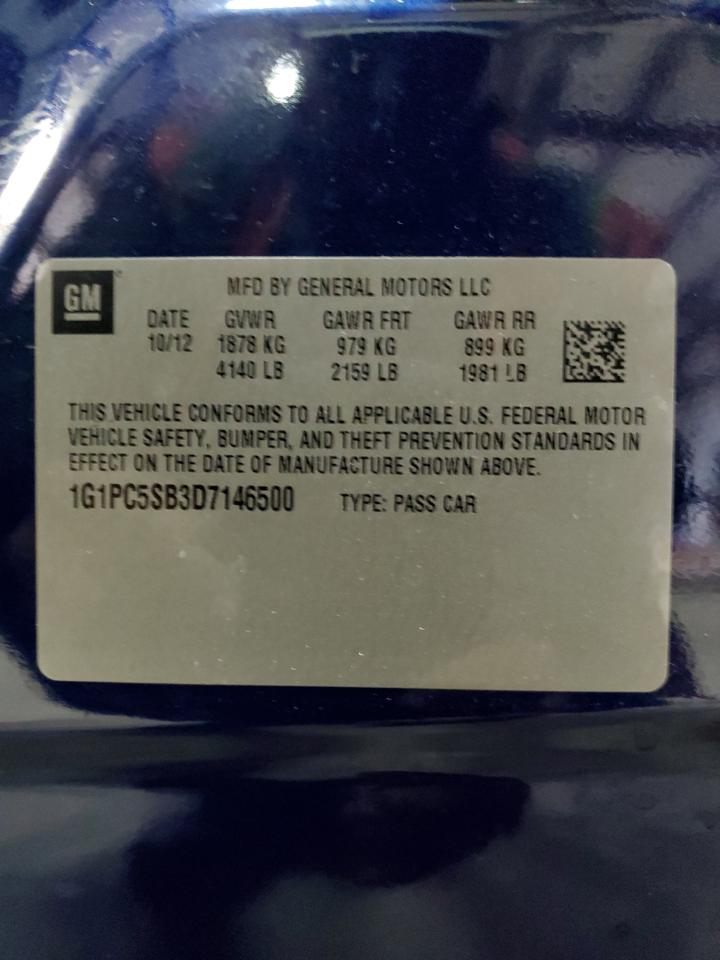 GM
MFD BY GENERAL MOTORS LLC
DATE GVWR GAWR FRT GAWR RR
10/12 1878 KG 979 KG 899 KG
4140 LB 2159 LB 1981 LB
THIS VEHICLE CONFORMS TO ALL APPLICABLE U.S. FEDERAL MOTOR
VEHICLE SAFETY, BUMPER, AND THEFT PREVENTION STANDARDS IN
EFFECT ON THE DATE OF MANUFACTURE SHOWN ABOVE.
1G1PC5SB3D7146500 TYPE: PASS CAR